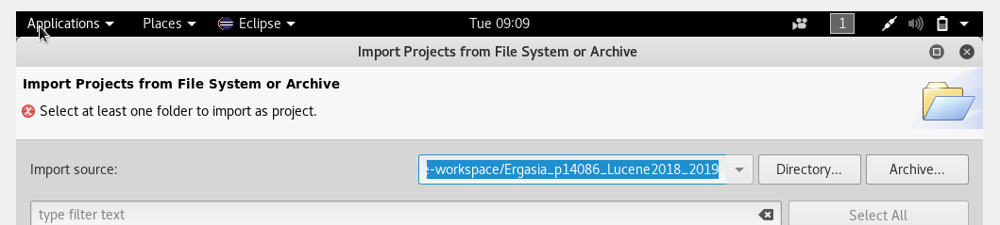 Applications Places Eclipse Tue 09:09 1
Import Projects from File System or Archive
Import Projects from File System or Archive
Select at least one folder to import as project.
Import source: e-workspace/Ergasia_p14086_Lucene2018_2019 Directory... Archive...
type filter text Select All